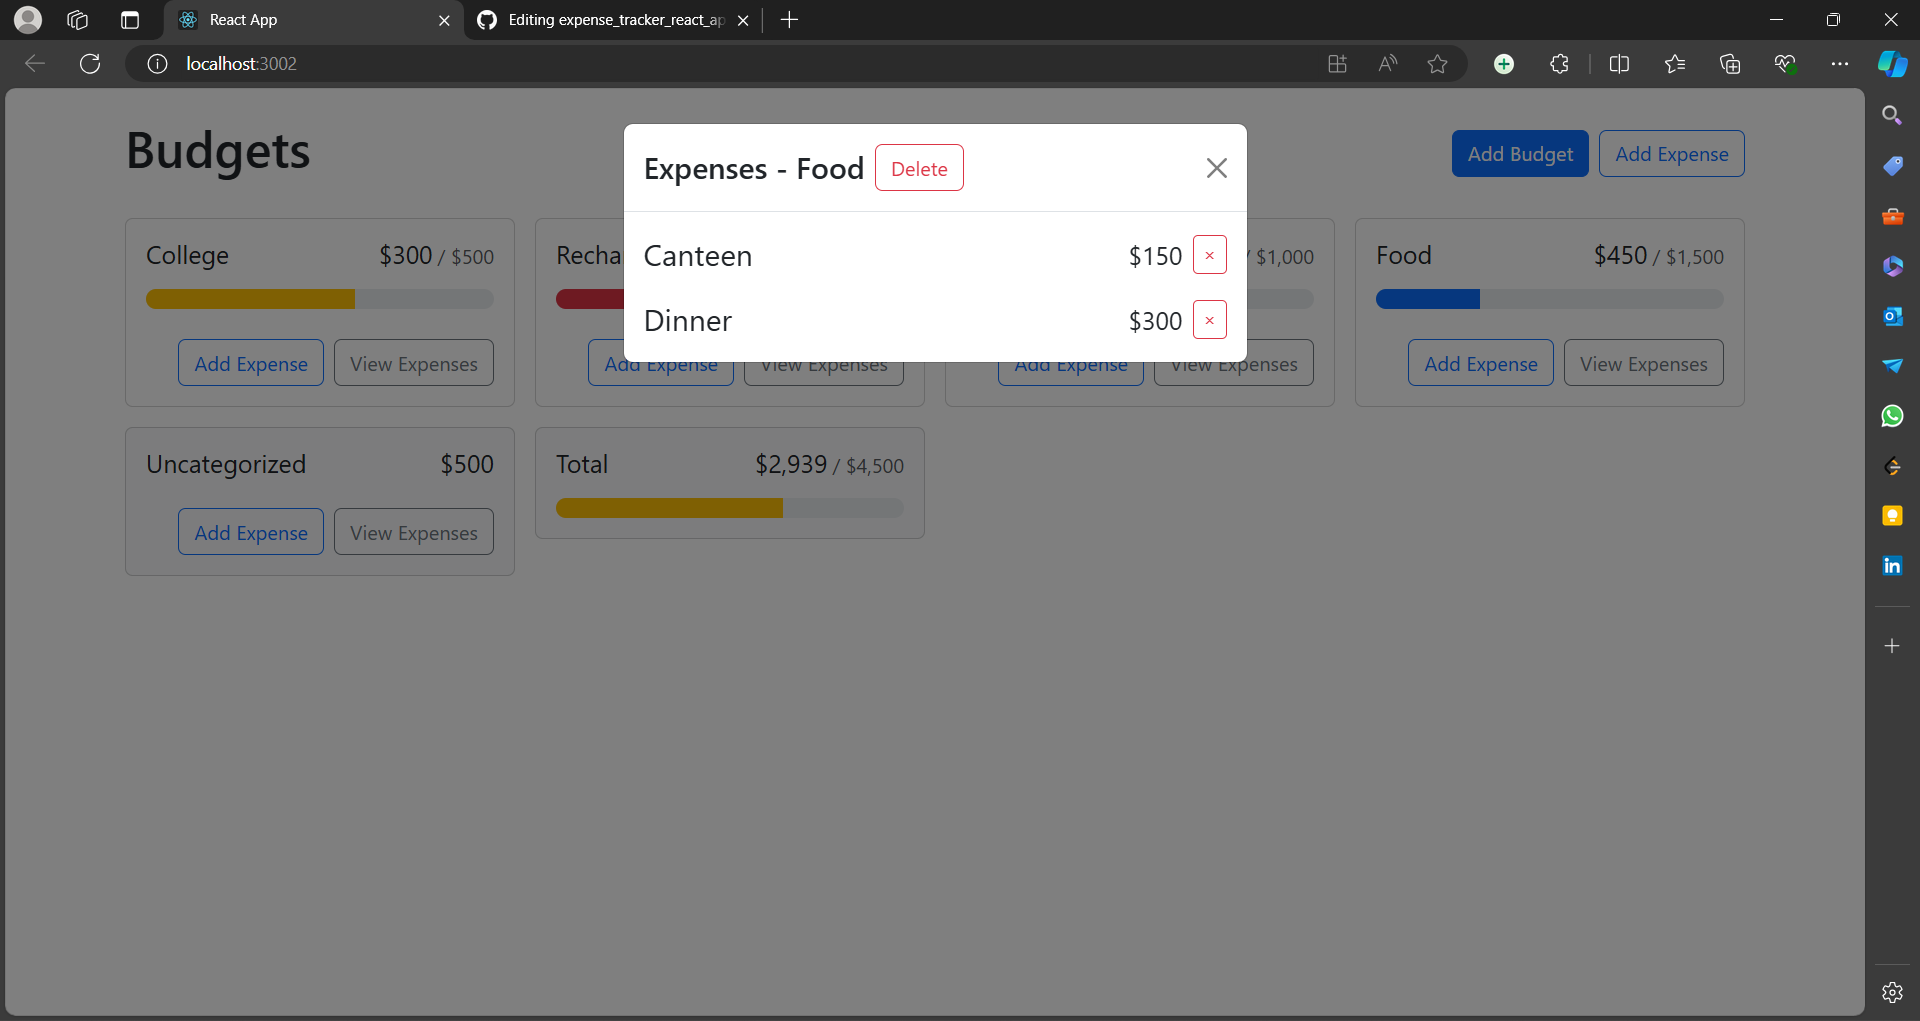 React App
Editing expense_tracker_react_ap
localhost:3002
Budgets
Add Budget
Add Expense
Expenses - Food
Delete
Canteen
$150
×
Dinner
$300
×
College
$300 / $500
Add Expense
View Expenses
Recha
Add Expense
View Expenses
/ $1,000
Add Expense
View Expenses
Food
$450 / $1,500
Add Expense
View Expenses
Uncategorized
$500
Add Expense
View Expenses
Total
$2,939 / $4,500